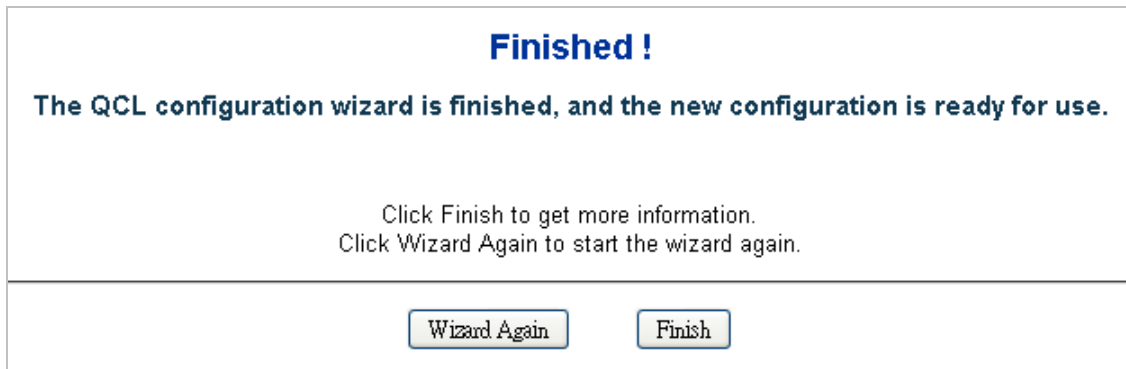 Finished !
The QCL configuration wizard is finished, and the new configuration is ready for use.
Click Finish to get more information.
Click Wizard Again to start the wizard again.
Wizard Again
Finish